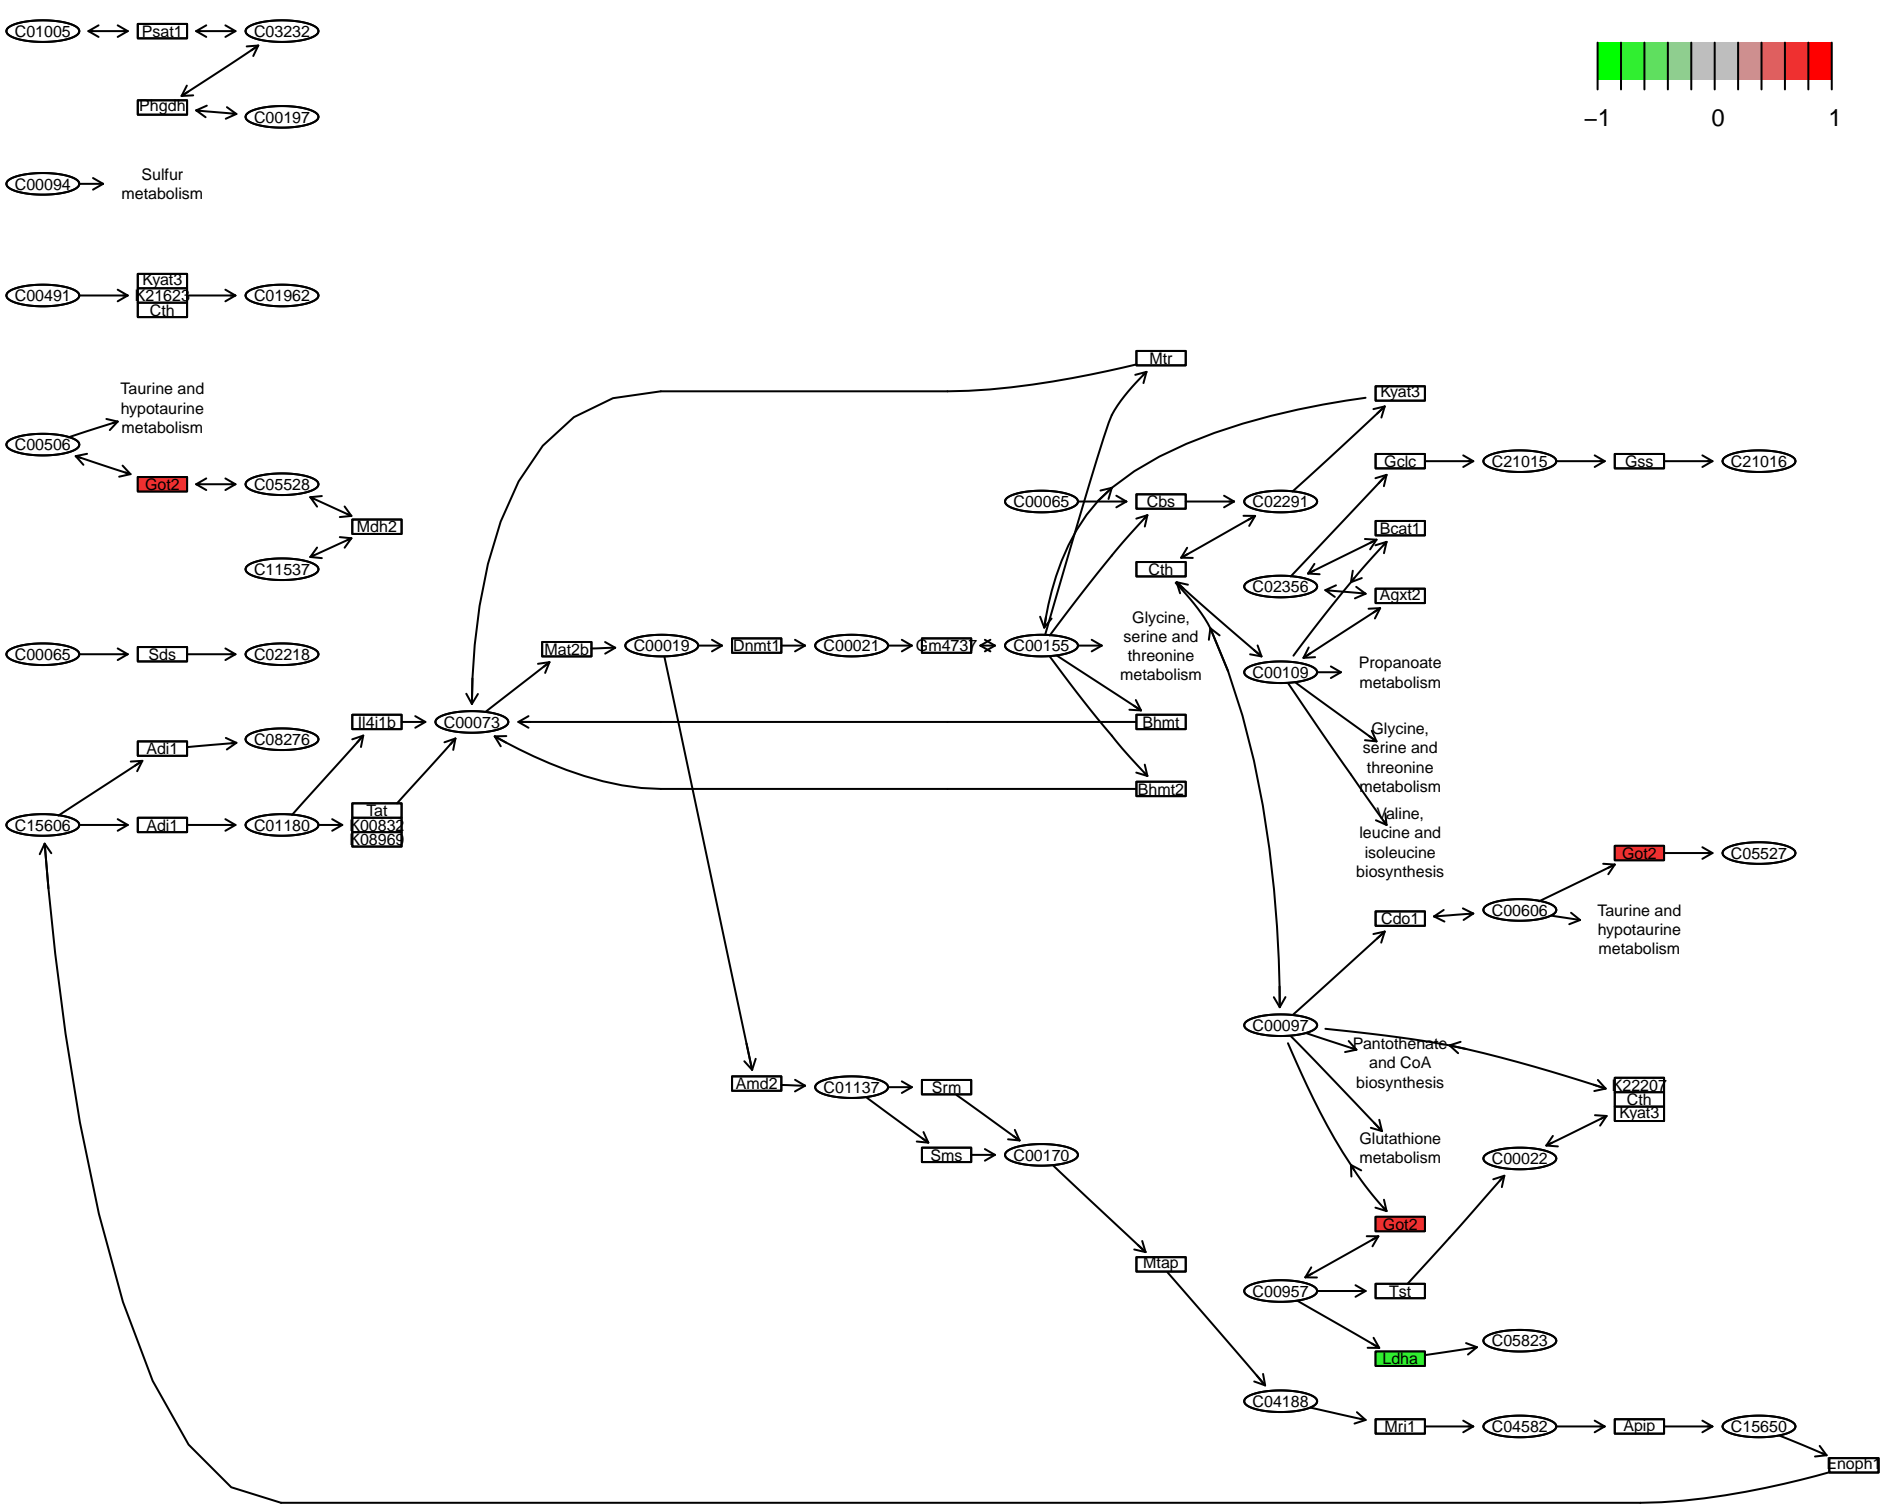 C01005
Psat1
C03232
Phgdh
C00197
−1
0
1
C00094
Sulfur
metabolism
C00491
Kyat3
K21623
Cth
C01962
Taurine and
hypotaurine
metabolism
C00506
Got2
C05528
Mdh2
C11537
C00065
Sds
C02218
Il4i1b
C00073
Adi1
C08276
C15606
Adi1
C01180
Tat
K00832
K08969
Mat2b
C00019
Dnmt1
C00021
Gm4737
C00155
Mtr
C00065
Cbs
C02291
Kyat3
Cth
Glycine,
serine and
threonine
metabolism
Bhmt
Bhmt2
Gclc
C21015
Gss
C21016
Bcat1
C02356
Agxt2
C00109
Propanoate
metabolism
Glycine,
serine and
threonine
metabolism
Valine,
leucine and
isoleucine
biosynthesis
Got2
C05527
Cdo1
C00606
Taurine and
hypotaurine
metabolism
C00097
Pantothenate
and CoA
biosynthesis
K22207
Cth
Kyat3
Glutathione
metabolism
C00022
Amd2
C01137
Srm
Sms
C00170
Got2
Mtap
C00957
Tst
Ldha
C05823
C04188
Mri1
C04582
Apip
C15650
Enoph1